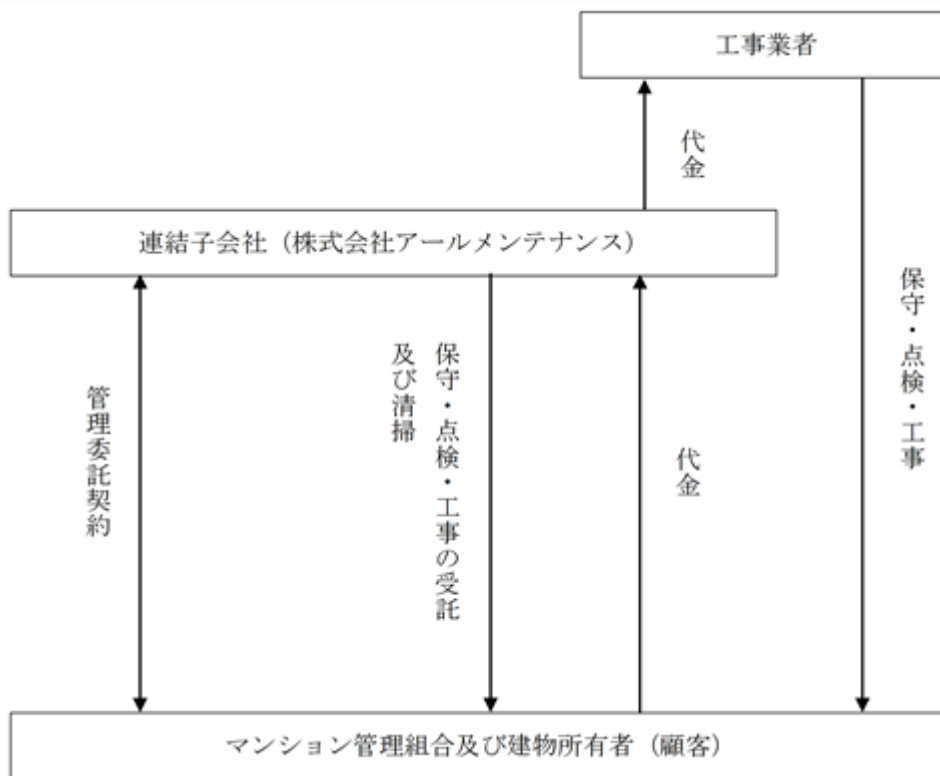 工事業者
代金
連結子会社（株式会社アールメンテナンス）
保守・点検・工事
管理委託契約
保守・点検・工事の受託
及び清掃
代金
マンション管理組合及び建物所有者（顧客）